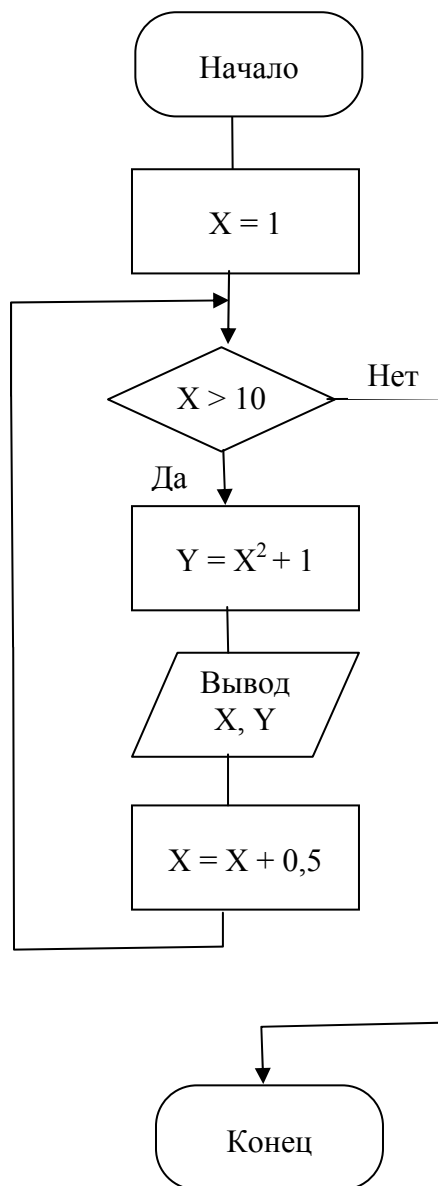 Начало
X = 1
X > 10
Нет
Да
Y = X² + 1
Вывод
X, Y
X = X + 0,5
Конец